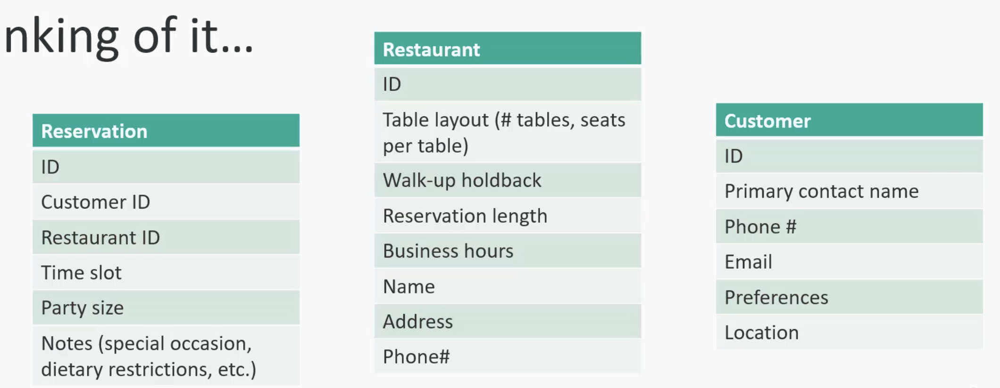 nking of it...
Reservation
ID
Customer ID
Restaurant ID
Time slot
Party size
Notes (special occasion,
dietary restrictions, etc.)
Restaurant
ID
Table layout (# tables, seats
per table)
Walk-up holdback
Reservation length
Business hours
Name
Address
Phone#
Customer
ID
Primary contact name
Phone #
Email
Preferences
Location